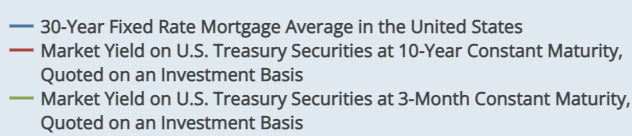 30-Year Fixed Rate Mortgage Average in the United States
Market Yield on U.S. Treasury Securities at 10-Year Constant Maturity,
Quoted on an Investment Basis
Market Yield on U.S. Treasury Securities at 3-Month Constant Maturity,
Quoted on an Investment Basis